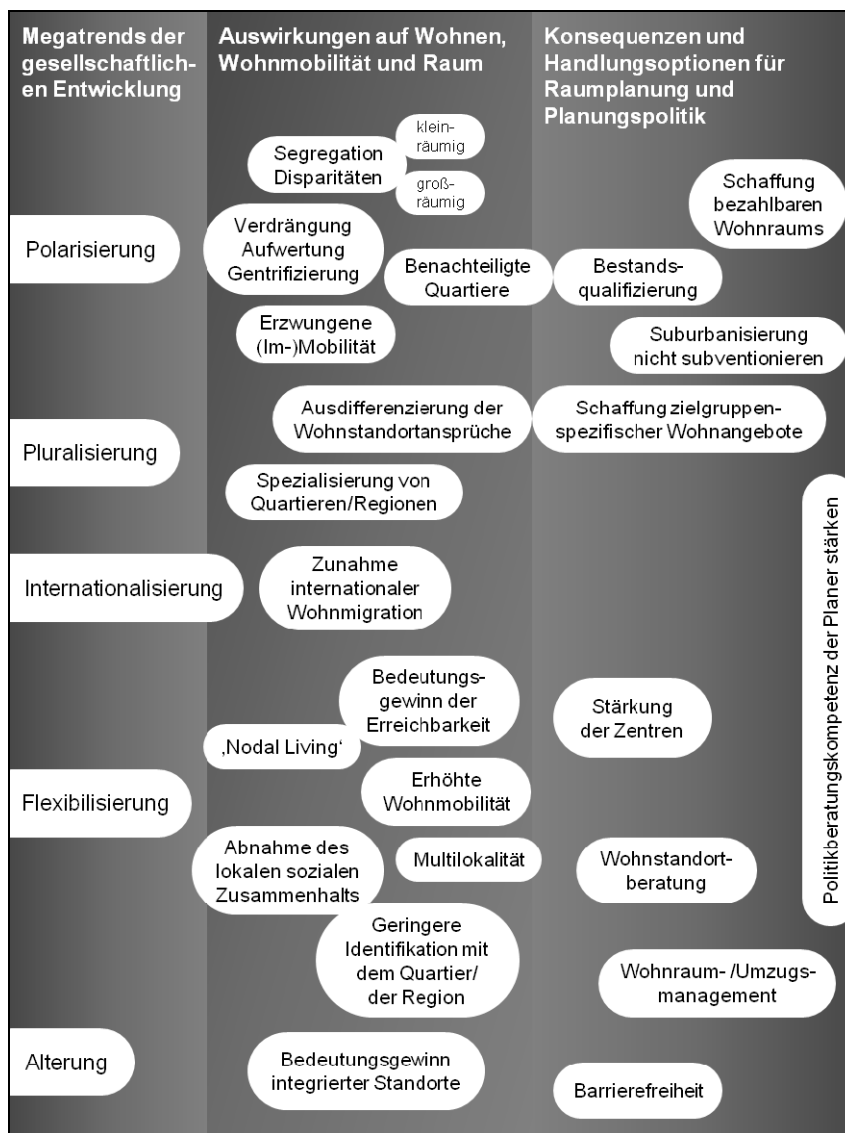 Megatrends der
gesellschaftlich-
en Entwicklung
Auswirkungen auf Wohnen,
Wohnmobilität und Raum
Konsequenzen und
Handlungsoptionen für
Raumplanung und
Planungspolitik
Segregation
Disparitäten
klein-
räumig
groß-
räumig
Schaffung
bezahlbaren
Wohnraums
Polarisierung
Verdrängung
Aufwertung
Gentrifizierung
Benachteiligte
Quartiere
Bestands-
qualifizierung
Erzwungene
(Im-)Mobilität
Suburbanisierung
nicht subventionieren
Pluralisierung
Ausdifferenzierung der
Wohnstandortansprüche
Schaffung zielgruppen-
spezifischer Wohnangebote
Spezialisierung von
Quartieren/Regionen
Internationalisierung
Zunahme
internationaler
Wohnmigration
Politikberatungskompetenz der Planer stärken
Bedeutungs-
gewinn der
Erreichbarkeit
Stärkung
der Zentren
‚Nodal Living‘
Flexibilisierung
Erhöhte
Wohnmobilität
Abnahme des
lokalen sozialen
Zusammenhalts
Multilokalität
Wohnstandort-
beratung
Geringere
Identifikation mit
dem Quartier/
der Region
Wohnraum- /Umzugs-
management
Alterung
Bedeutungsgewinn
integrierter Standorte
Barrierefreiheit